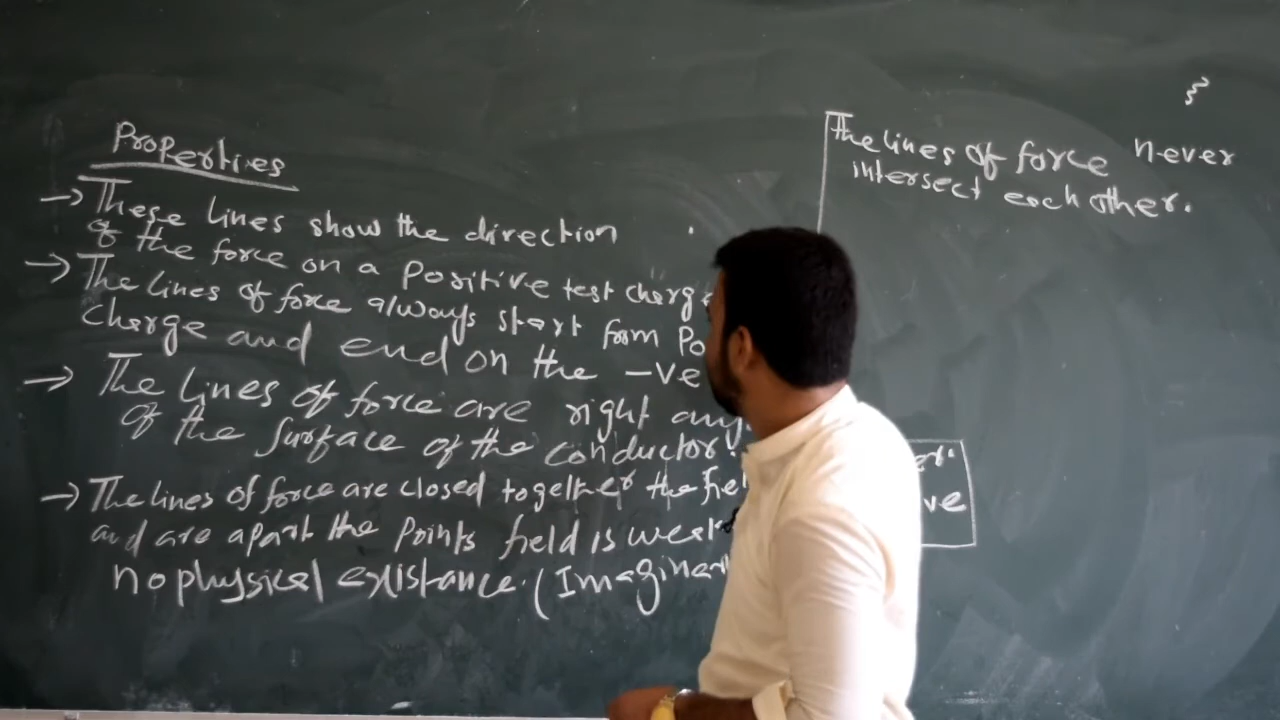 Properties
→ These lines show the direction
of the force on a positive test charge
→ The lines of force always start from Po
charge and end on the -ve
→ The lines of force are right ang
of the surface of the conductor.
→ The lines of force are closed together the fie
and are apart the points field is weak
no physical existance. (Imaginary
The lines of force never
intersect each other.
er.
ve